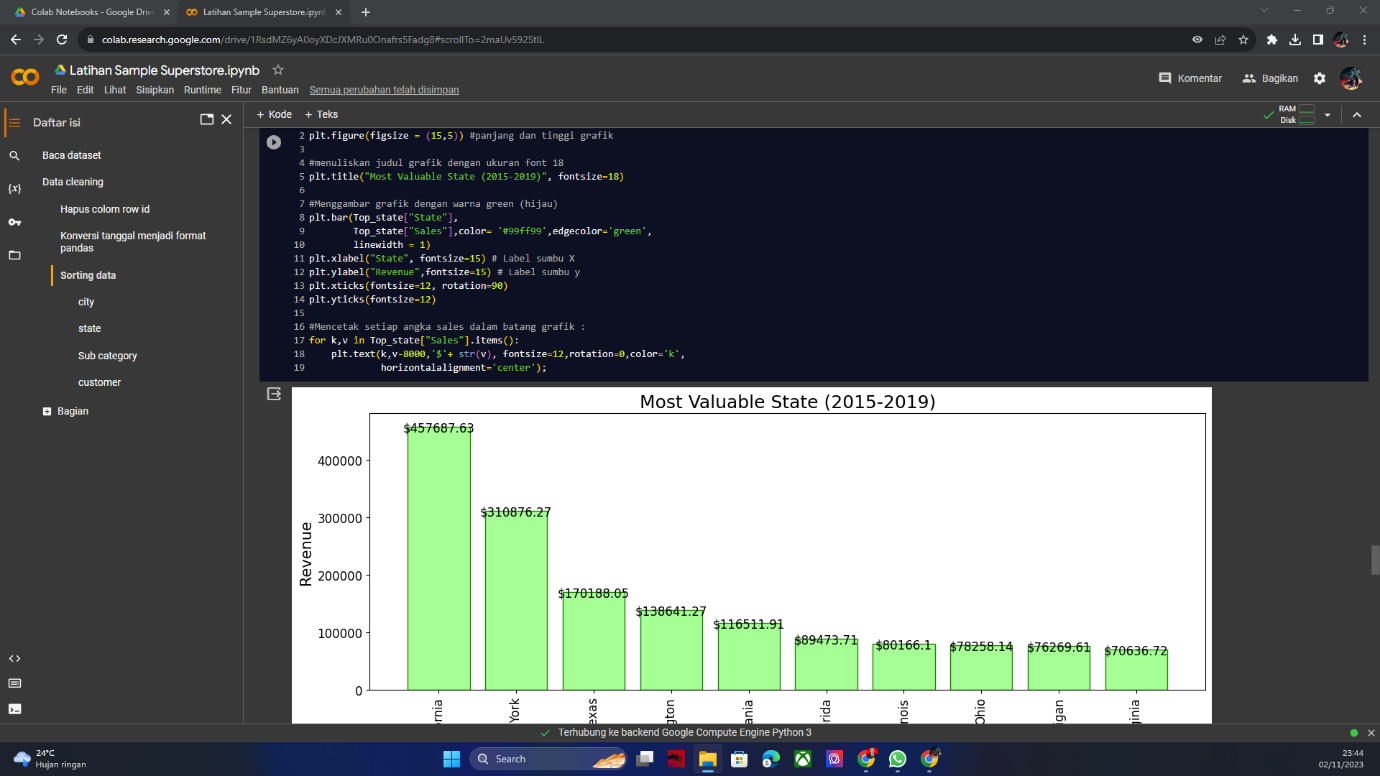 Colab Notebooks - Google Driv
Latihan Sample Superstore.ipynb
colab.research.google.com/drive/1RsdMZ6yA0oyXDcJXMRu0Onafrs5Fadg8#scrollTo=2maUv592StlL
Latihan Sample Superstore.ipynb
File Edit Lihat Sisipkan Runtime Fitur Bantuan Semua perubahan telah disimpan
Komentar
Bagikan
Daftar isi
+ Kode + Teks
RAM
Disk
Baca dataset
Data cleaning
Hapus colom row id
Konversi tanggal menjadi format
pandas
Sorting data
city
state
Sub category
customer
Bagian
2 plt.figure(figsize = (15,5)) #panjang dan tinggi grafik
3
4 #menuliskan judul grafik dengan ukuran font 18
5 plt.title("Most Valuable State (2015-2019)", fontsize=18)
6
7 #Menggambar grafik dengan warna green (hijau)
8 plt.bar(Top_state["State"],
9 Top_state["Sales"],color= '#99ff99',edgecolor='green',
10 linewidth = 1)
11 plt.xlabel("State", fontsize=15) # Label sumbu X
12 plt.ylabel("Revenue",fontsize=15) # Label sumbu y
13 plt.xticks(fontsize=12, rotation=90)
14 plt.yticks(fontsize=12)
15
16 #Mencetak setiap angka sales dalam batang grafik :
17 for k,v in Top_state["Sales"].items():
18 plt.text(k,v-8000,'$'+ str(v), fontsize=12,rotation=0,color='k',
19 horizontalalignment='center');
Most Valuable State (2015-2019)
Revenue
400000
300000
200000
100000
0
$457687.63
$310876.27
$170188.05
$138641.27
$116511.91
$89473.71
$80166.1
$78258.14
$76269.61
$70636.72
rnia
York
exas
gton
ania
rida
nois
Ohio
igan
ginia
Terhubung ke backend Google Compute Engine Python 3
24°C
Hujan ringan
Search
23:44
02/11/2023